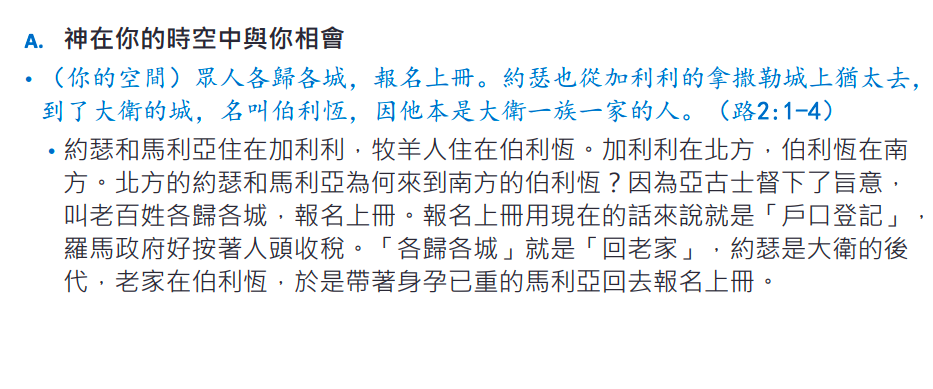 A. 神在你的時空中與你相會
• （你的空間）眾人各歸各城，報名上冊。約瑟也從加利利的拿撒勒城上猶太去，
到了大衛的城，名叫伯利恆，因他本是大衛一族一家的人。（路2:1-4）
• 約瑟和馬利亞住在加利利，牧羊人住在伯利恆。加利利在北方，伯利恆在南
方。北方的約瑟和馬利亞為何來到南方的伯利恆？因為亞古士督下了旨意，
叫老百姓各歸各城，報名上冊。報名上冊用現在的話來說就是「戶口登記」，
羅馬政府好按著人頭收稅。「各歸各城」就是「回老家」，約瑟是大衛的後
代，老家在伯利恆，於是帶著身孕已重的馬利亞回去報名上冊。